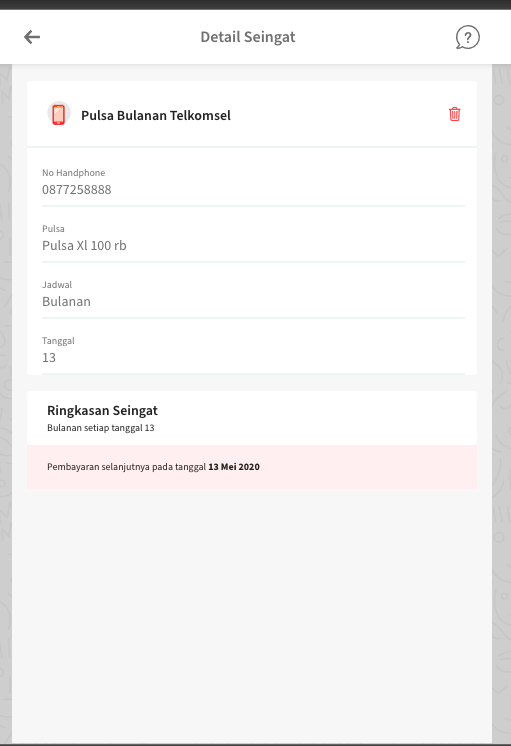 Detail Seingat
?
Pulsa Bulanan Telkomsel
No Handphone
0877258888
Pulsa
Pulsa Xl 100 rb
Jadwal
Bulanan
Tanggal
13
Ringkasan Seingat
Bulanan setiap tanggal 13
Pembayaran selanjutnya pada tanggal 13 Mei 2020